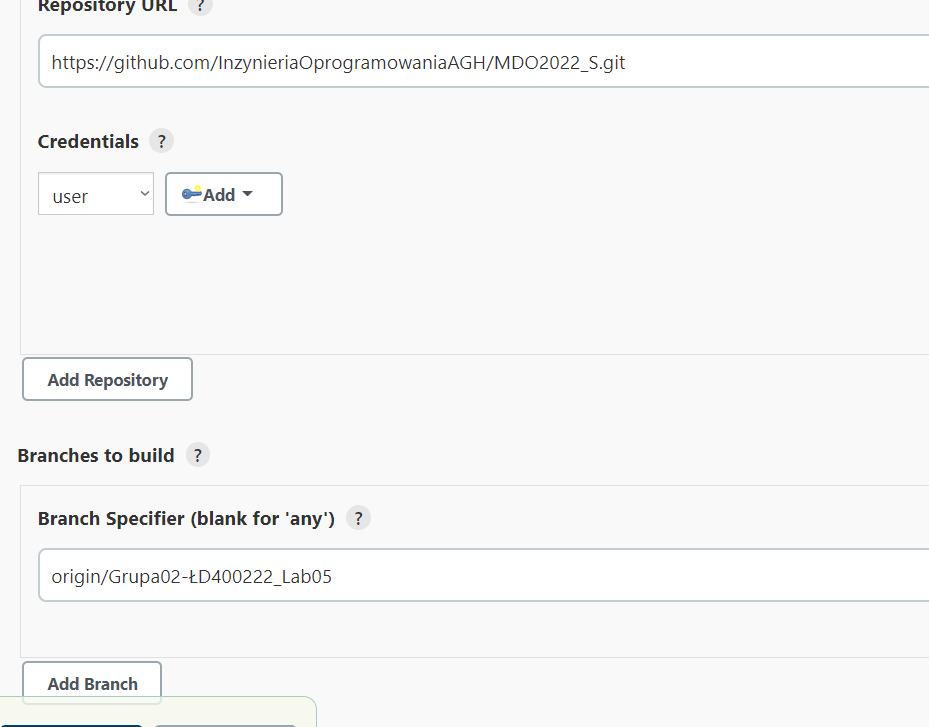 Repository URL ?
https://github.com/InzynieriaOprogramowaniaAGH/MDO2022_S.git
Credentials ?
user Add
Add Repository
Branches to build ?
Branch Specifier (blank for 'any') ?
origin/Grupa02-ŁD400222_Lab05
Add Branch